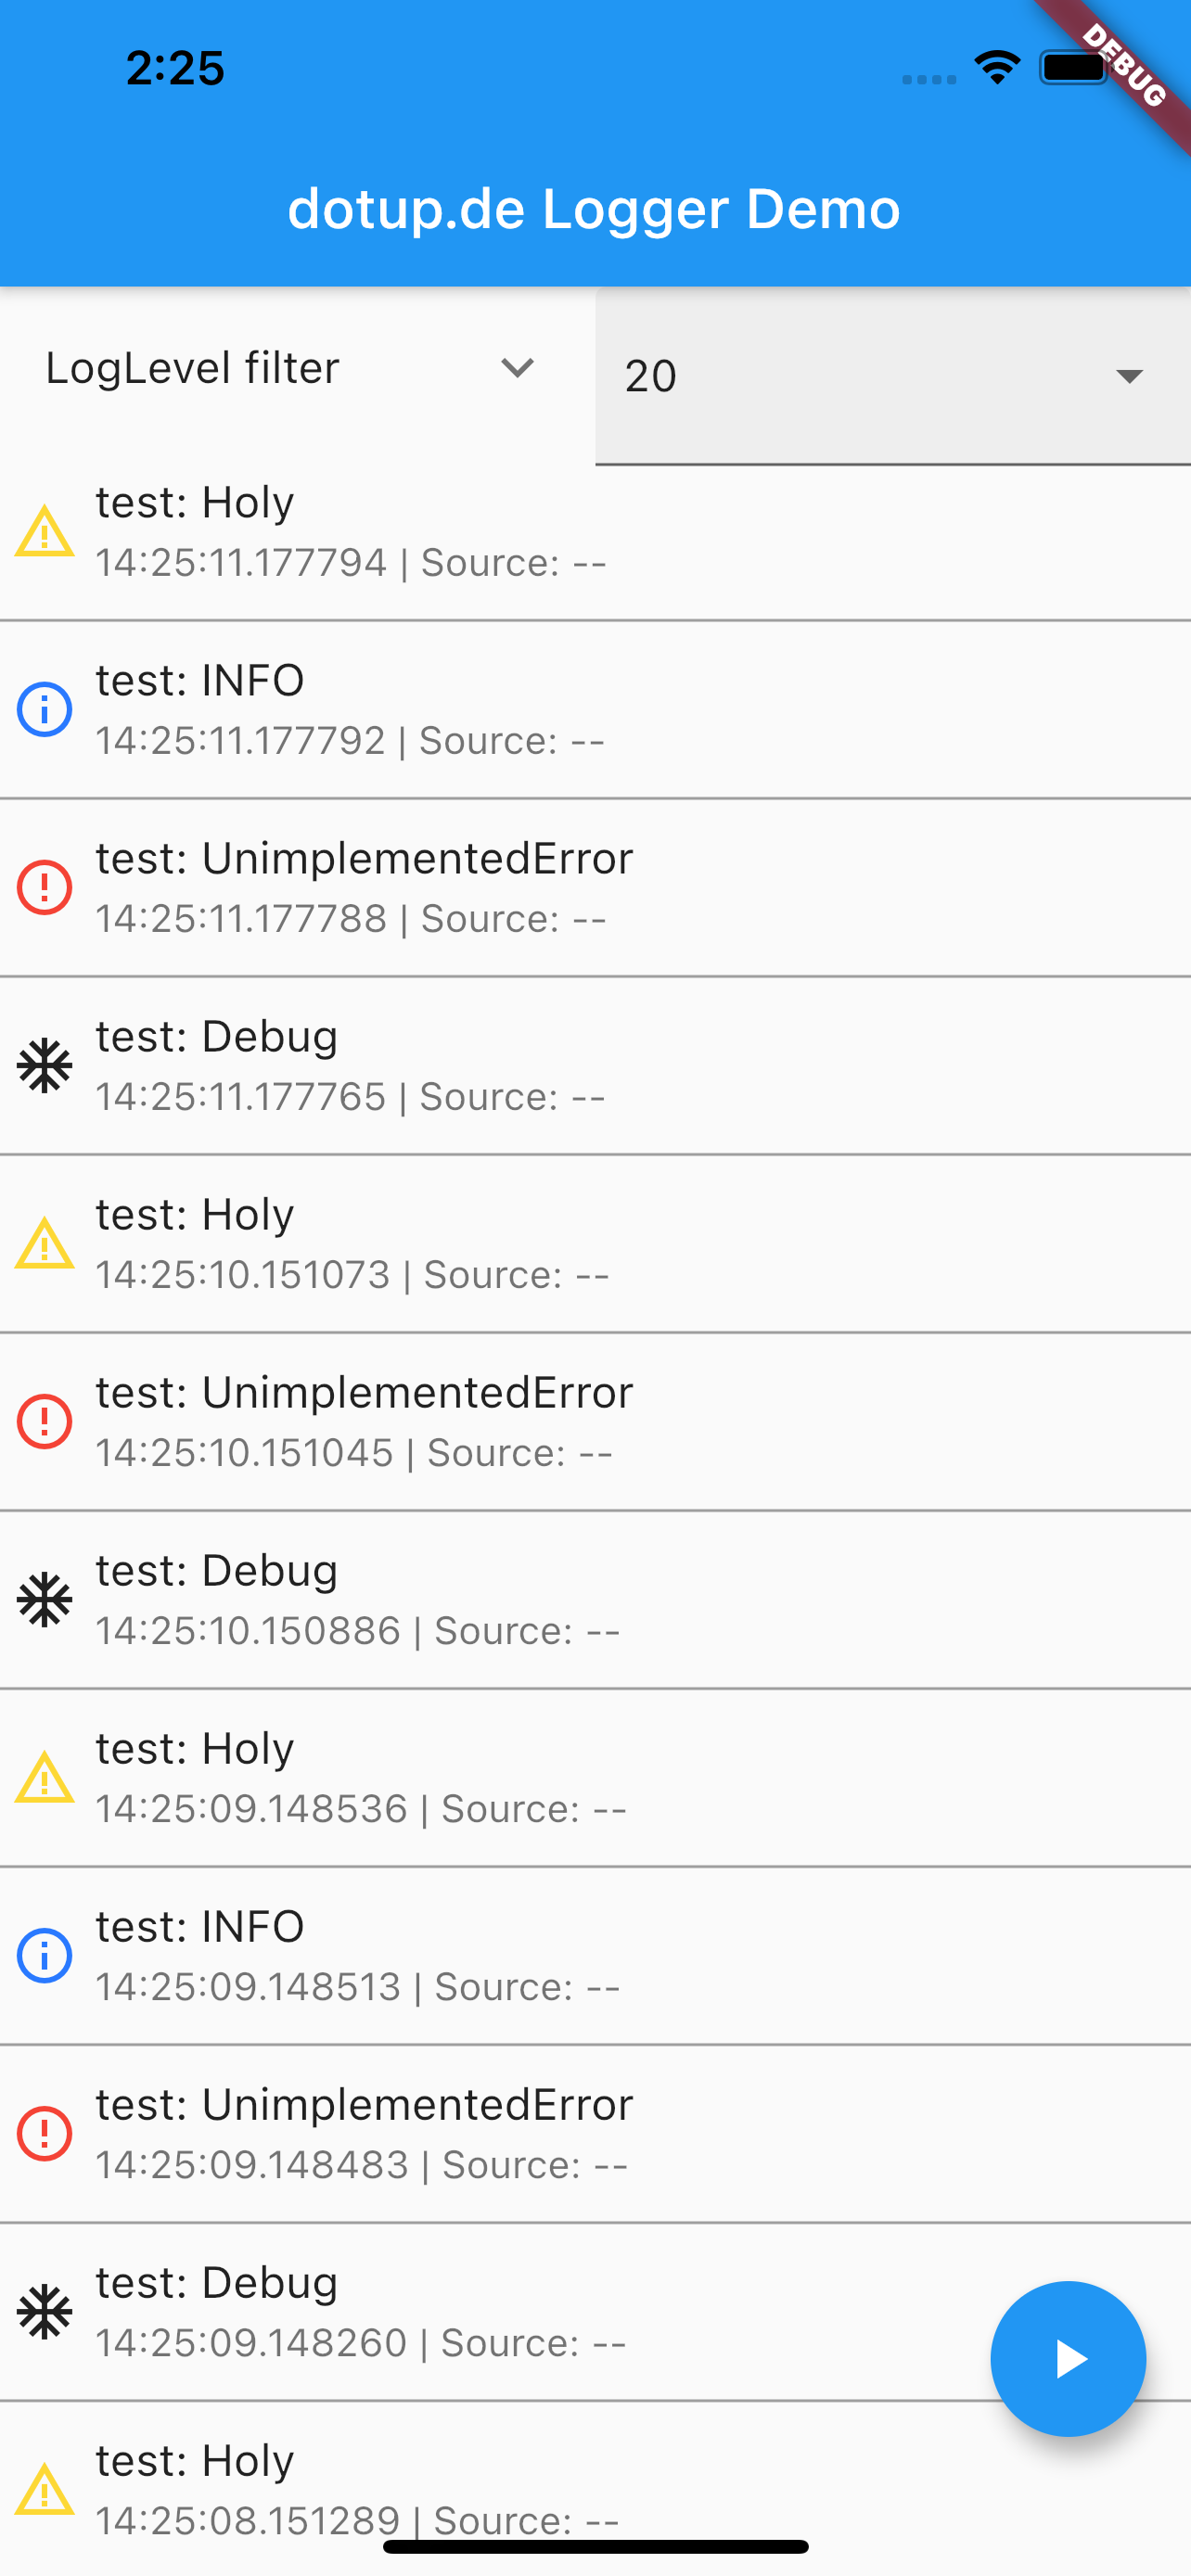 2:25
DEBUG
dotup.de Logger Demo
LogLevel filter
20
test: Holy
14:25:11.177794 | Source: --
test: INFO
14:25:11.177792 | Source: --
test: UnimplementedError
14:25:11.177788 | Source: --
test: Debug
14:25:11.177765 | Source: --
test: Holy
14:25:10.151073 | Source: --
test: UnimplementedError
14:25:10.151045 | Source: --
test: Debug
14:25:10.150886 | Source: --
test: Holy
14:25:09.148536 | Source: --
test: INFO
14:25:09.148513 | Source: --
test: UnimplementedError
14:25:09.148483 | Source: --
test: Debug
14:25:09.148260 | Source: --
test: Holy
14:25:08.151289 | Source: --